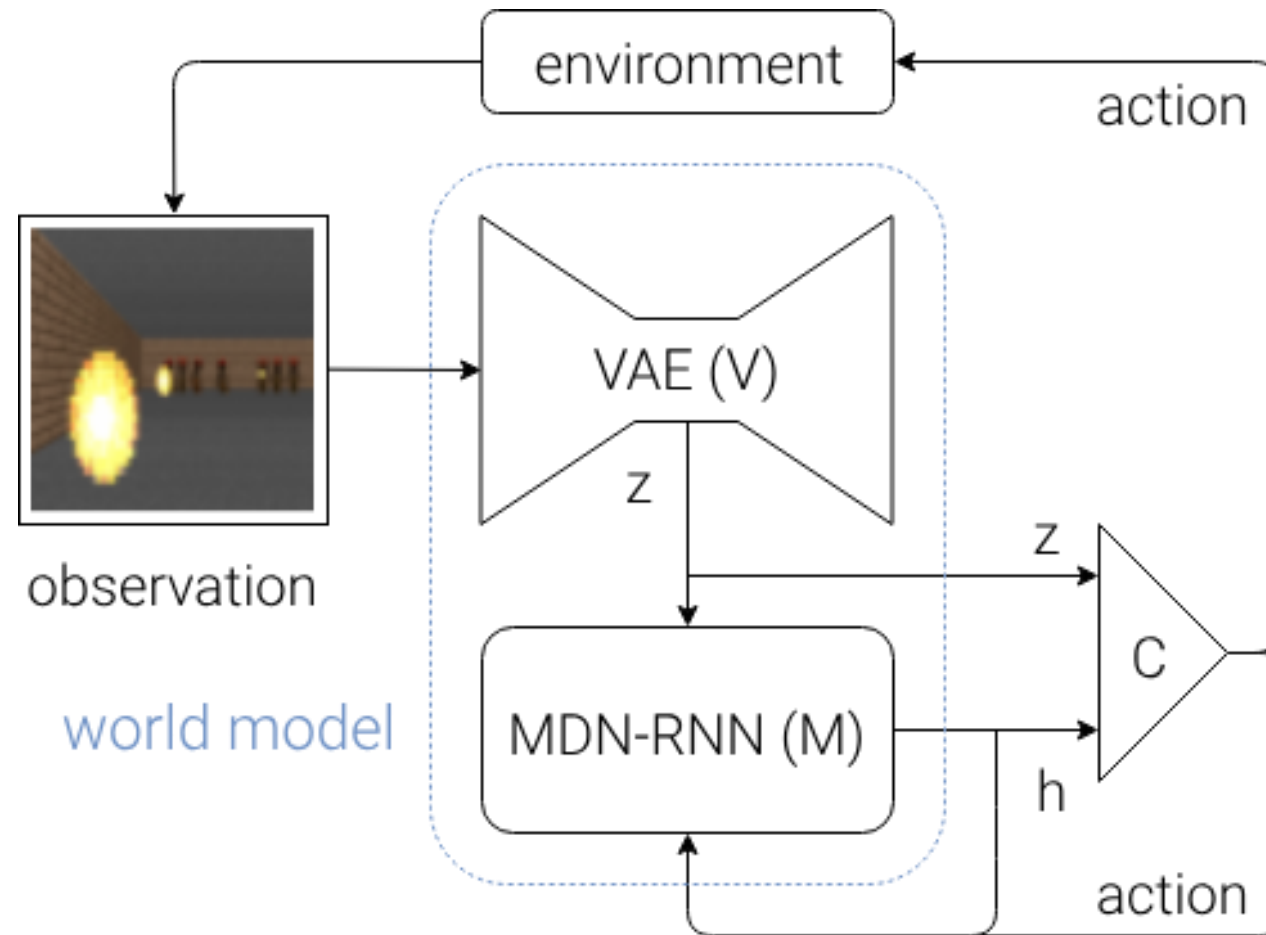 environment
action
VAE (V)
z
z
observation
C
world model
MDN-RNN (M)
h
action